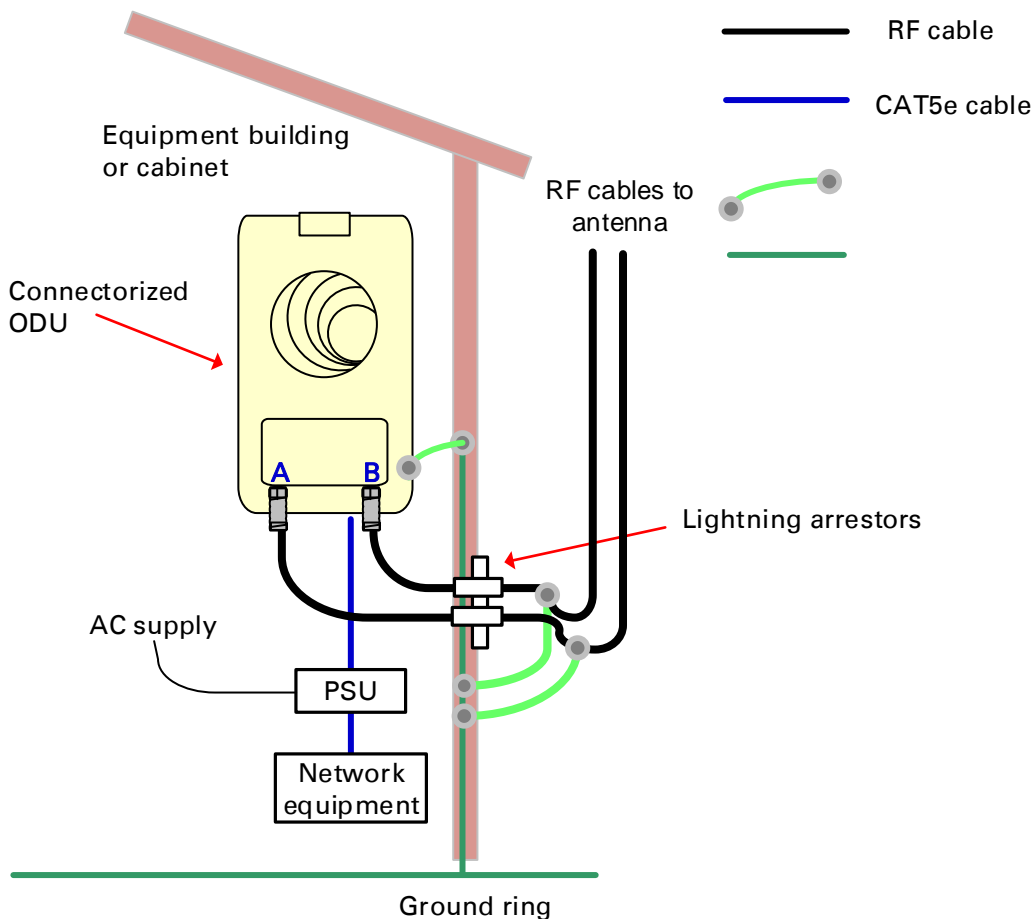 RF cable
CAT5e cable
Equipment building
or cabinet
RF cables to
antenna
Connectorized
ODU
A
B
Lightning arrestors
AC supply
PSU
Network
equipment
Ground ring